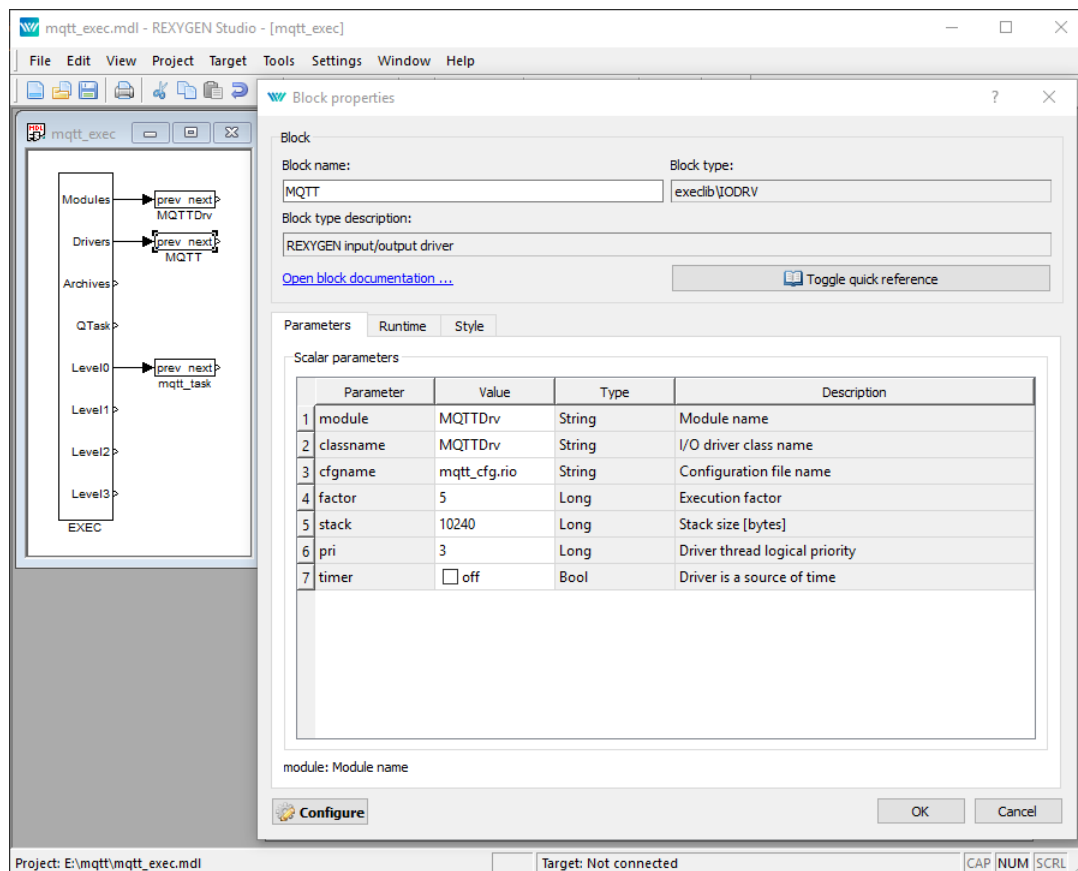 mqtt_exec.mdl - REXYGEN Studio - [mqtt_exec]
File Edit View Project Target Tools Settings Window Help
mqtt_exec
Modules prev next
MQTTDrv
Drivers prev next
MQTT
Archives
QTask
Level0 prev next
mqtt_task
Level1
Level2
Level3
EXEC
Block properties ?
Block
Block name: Block type:
MQTT execlib\IODRV
Block type description:
REXYGEN input/output driver
Open block documentation ... Toggle quick reference
Parameters Runtime Style
Scalar parameters
Parameter Value Type Description
1 module MQTTDrv String Module name
2 classname MQTTDrv String I/O driver class name
3 cfgname mqtt_cfg.rio String Configuration file name
4 factor 5 Long Execution factor
5 stack 10240 Long Stack size [bytes]
6 pri 3 Long Driver thread logical priority
7 timer off Bool Driver is a source of time
module: Module name
Configure OK Cancel
Project: E:\mqtt\mqtt_exec.mdl Target: Not connected CAP NUM SCRL